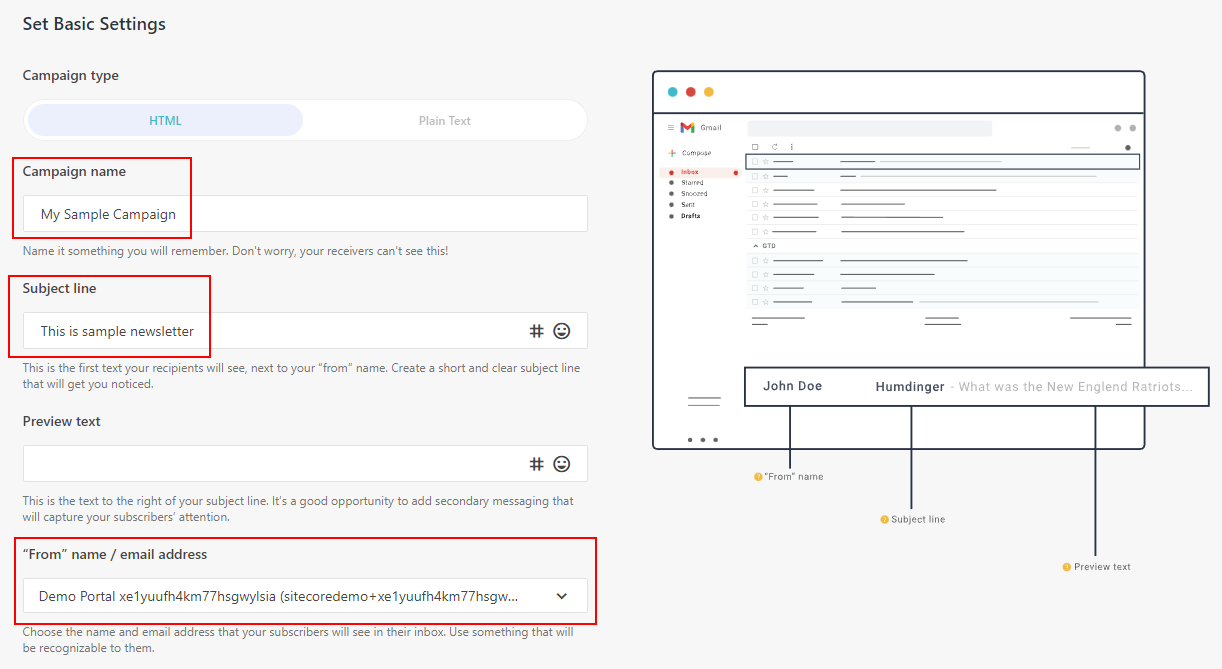 Set Basic Settings
Campaign type
HTML
Plain Text
Campaign name
My Sample Campaign
Name it something you will remember. Don't worry, your receivers can't see this!
Subject line
This is sample newsletter
This is the first text your recipients will see, next to your “from” name. Create a short and clear subject line
that will get you noticed.
Preview text
This is the text to the right of your subject line. It's a good opportunity to add secondary messaging that
will capture your subscribers' attention.
“From” name / email address
Demo Portal xe1yuufh4km77hsgwylsia (sitecoredemo+xe1yuufh4km77hsgw...
Choose the name and email address that your subscribers will see in their inbox. Use something that will
be recognizable to them.
Gmail
Compose
Inbox
Starred
Snoozed
Sent
Drafts
GTD
John Doe Humdinger - What was the New Englend Ratriots...
“From” name
Subject line
Preview text